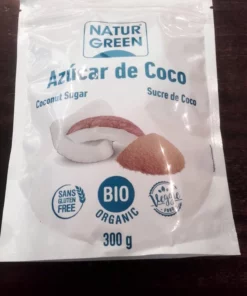 NATUR
GREEN
Azúcar de Coco
Coconut Sugar
Sucre de Coco
SANS
GLUTEN
FREE
BIO
ORGANIC
300 g